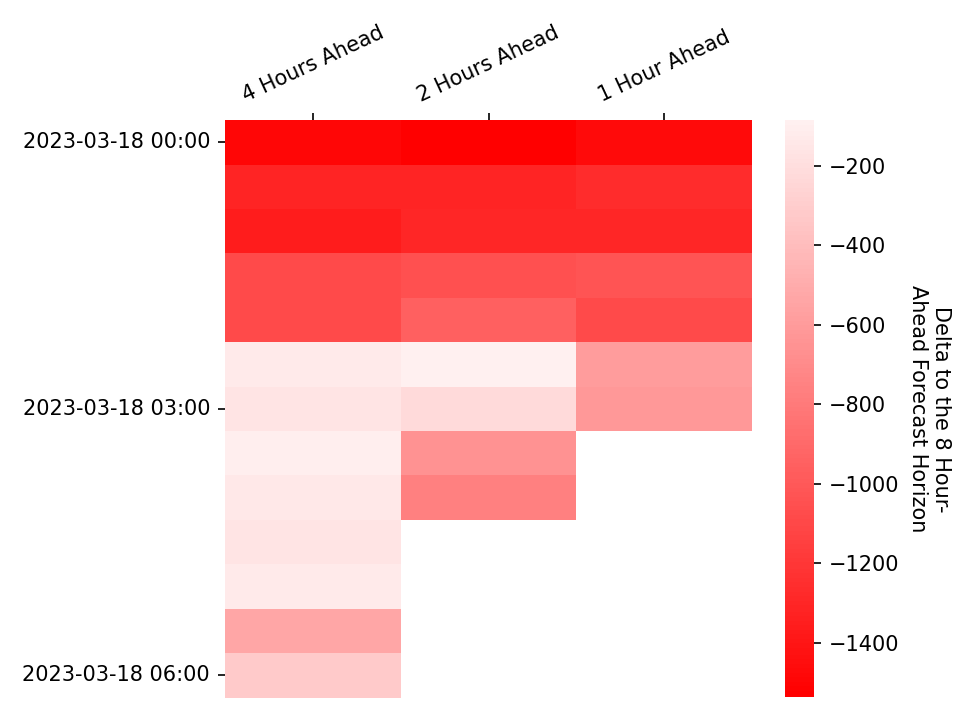 4 Hours Ahead
2 Hours Ahead
1 Hour Ahead
2023-03-18 00:00
2023-03-18 03:00
2023-03-18 06:00
−200
−400
−600
−800
−1000
−1200
−1400
Delta to the 8 Hour-
Ahead Forecast Horizon